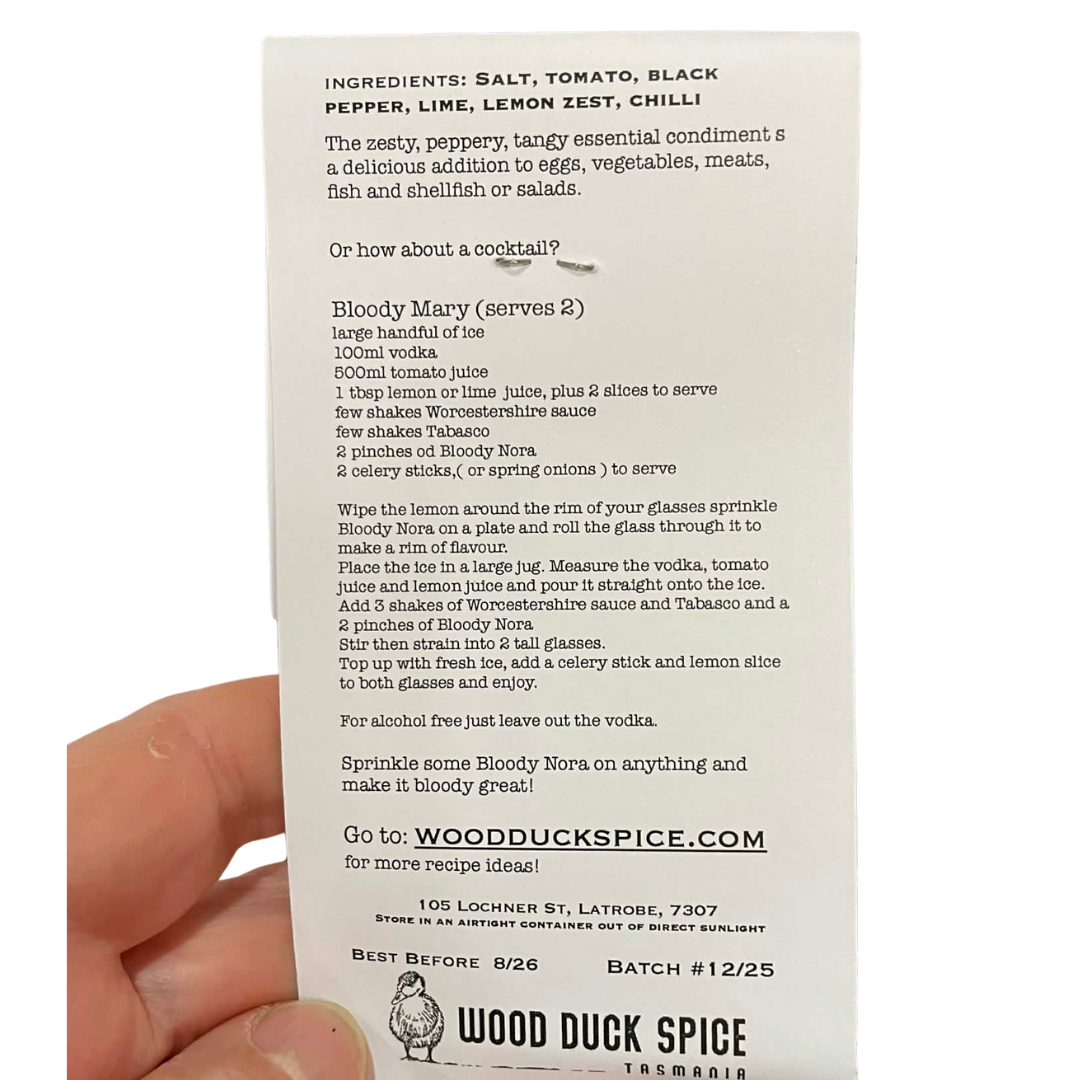 INGREDIENTS: SALT, TOMATO, BLACK
PEPPER, LIME, LEMON ZEST, CHILLI
The zesty, peppery, tangy essential condiment s
a delicious addition to eggs, vegetables, meats,
fish and shellfish or salads.
Or how about a cocktail?
Bloody Mary (serves 2)
large handful of ice
100ml vodka
500ml tomato juice
1 tbsp lemon or lime juice, plus 2 slices to serve
few shakes Worcestershire sauce
few shakes Tabasco
2 pinches od Bloody Nora
2 celery sticks,( or spring onions ) to serve
Wipe the lemon around the rim of your glasses sprinkle
Bloody Nora on a plate and roll the glass through it to
make a rim of flavour.
Place the ice in a large jug. Measure the vodka, tomato
juice and lemon juice and pour it straight onto the ice.
Add 3 shakes of Worcestershire sauce and Tabasco and a
2 pinches of Bloody Nora
Stir then strain into 2 tall glasses.
Top up with fresh ice, add a celery stick and lemon slice
to both glasses and enjoy.
For alcohol free just leave out the vodka.
Sprinkle some Bloody Nora on anything and
make it bloody great!
Go to: WOODDUCKSPICE.COM
for more recipe ideas!
105 LOCHNER ST, LATROBE, 7307
STORE IN AN AIRTIGHT CONTAINER OUT OF DIRECT SUNLIGHT
BEST BEFORE 8/26 BATCH #12/25
WOOD DUCK SPICE
TASMANIA